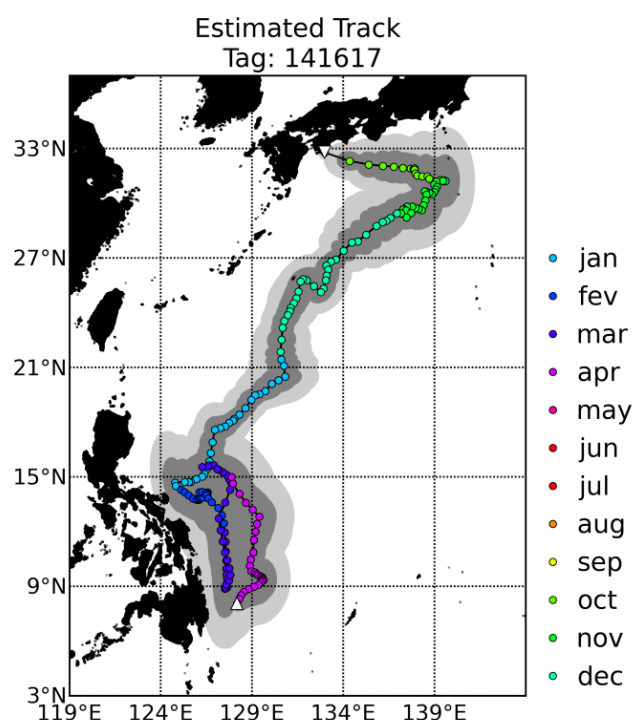 Estimated Track
Tag: 141617
33°N
27°N
21°N
15°N
9°N
3°N
119°E 124°E 129°E 134°E 139°E
jan
fev
mar
apr
may
jun
jul
aug
sep
oct
nov
dec